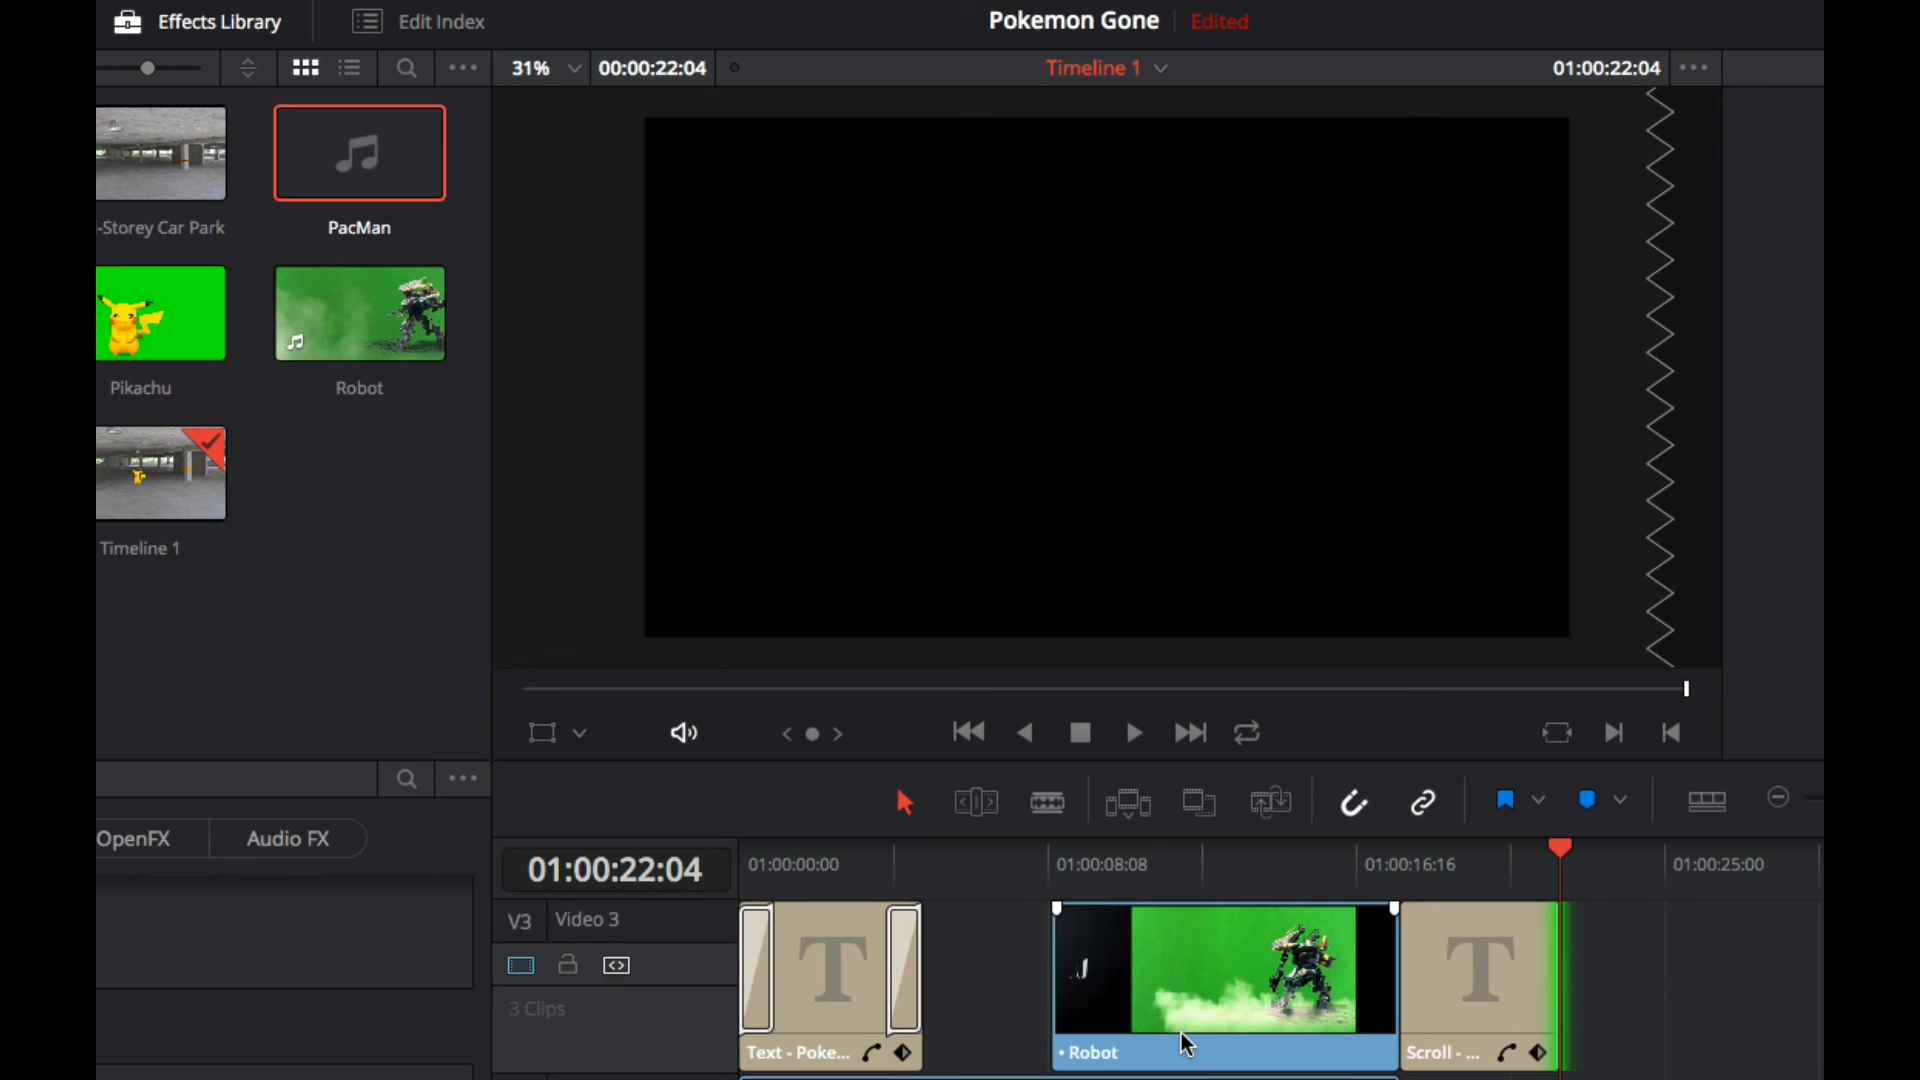 Effects Library
Edit Index
Pokemon Gone
Edited
31%
00:00:22:04
Timeline 1
01:00:22:04
-Storey Car Park
PacMan
Pikachu
Robot
Timeline 1
OpenFX
Audio FX
01:00:22:04
01:00:00:00
01:00:08:08
01:00:16:16
01:00:25:00
V3
Video 3
3 Clips
T
T
Text - Poke...
• Robot
Scroll - ...